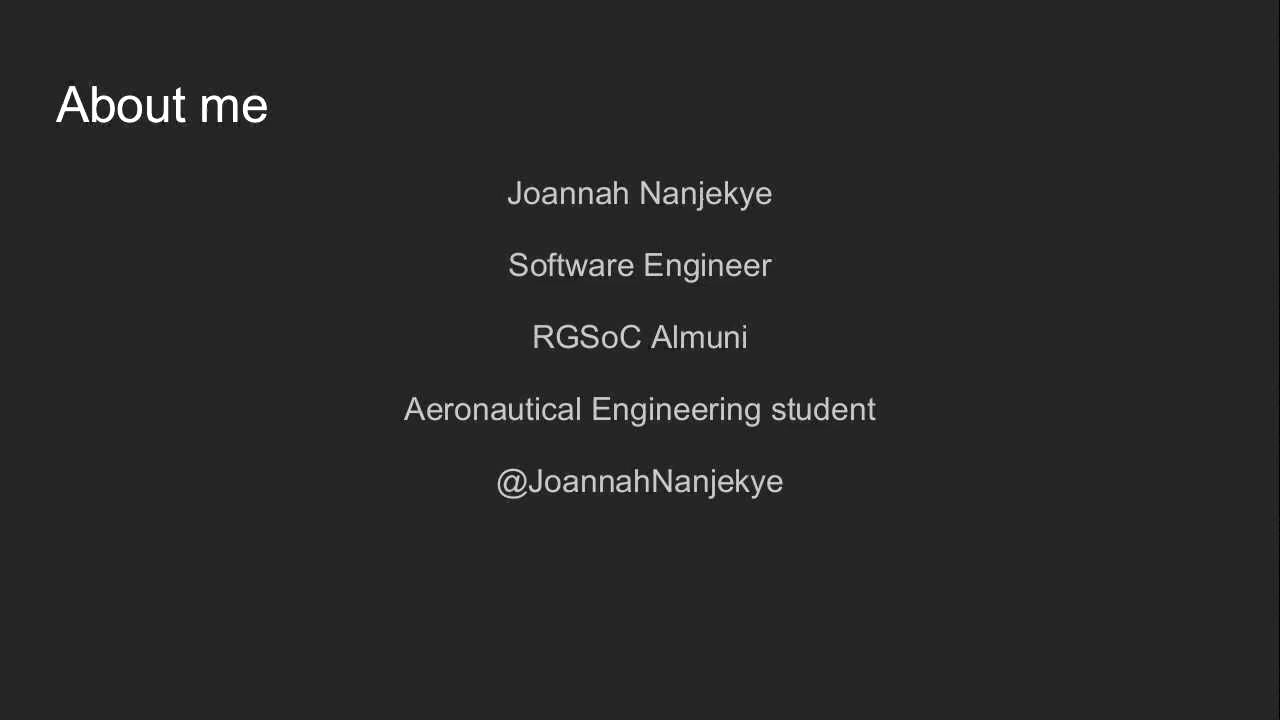 About me
Joannah Nanjekye
Software Engineer
RGSoC Almuni
Aeronautical Engineering student
@JoannahNanjekye